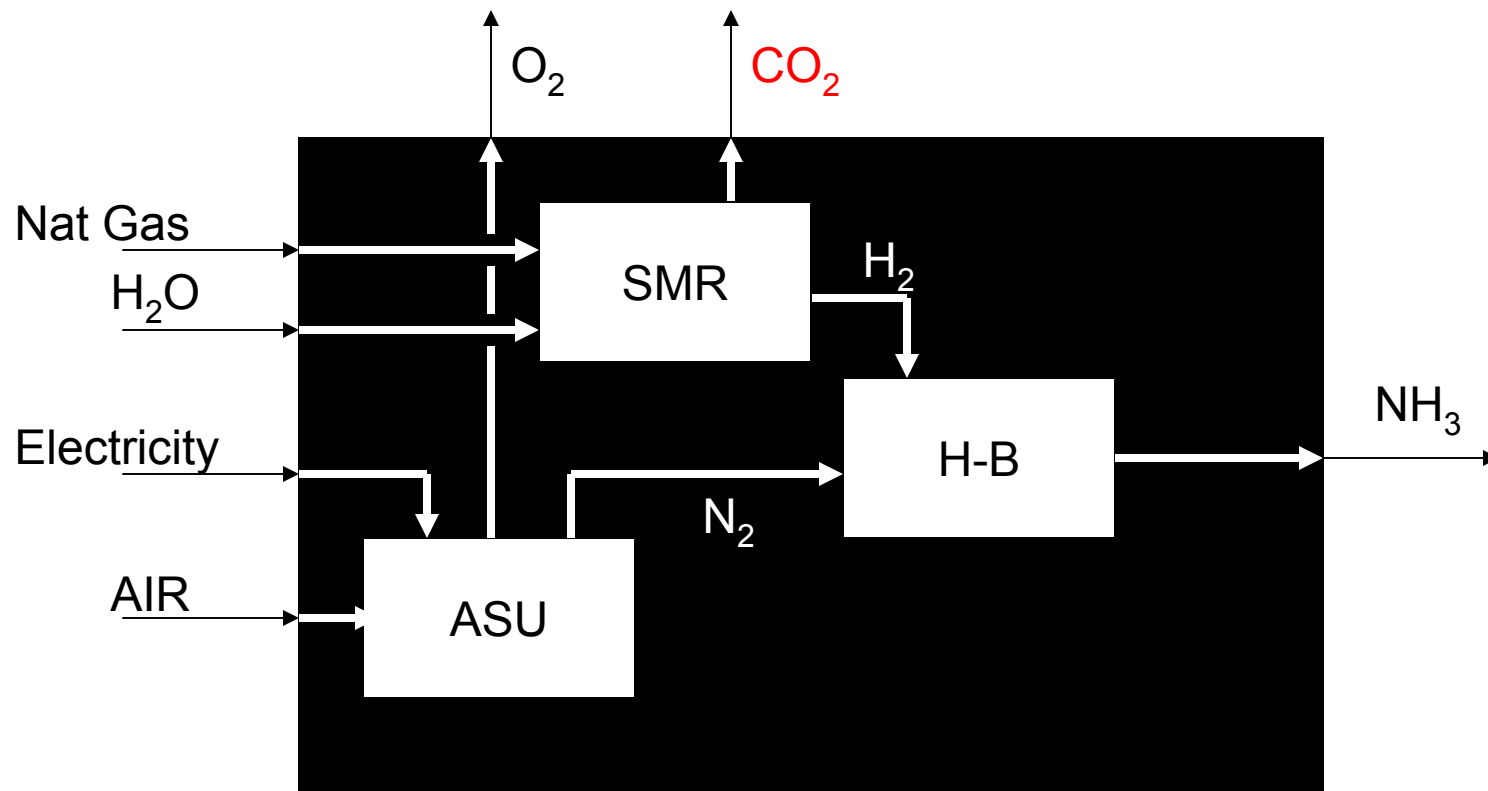 O₂
CO₂
Nat Gas
H₂O
SMR
H₂
Electricity
N₂
H-B
NH₃
AIR
ASU